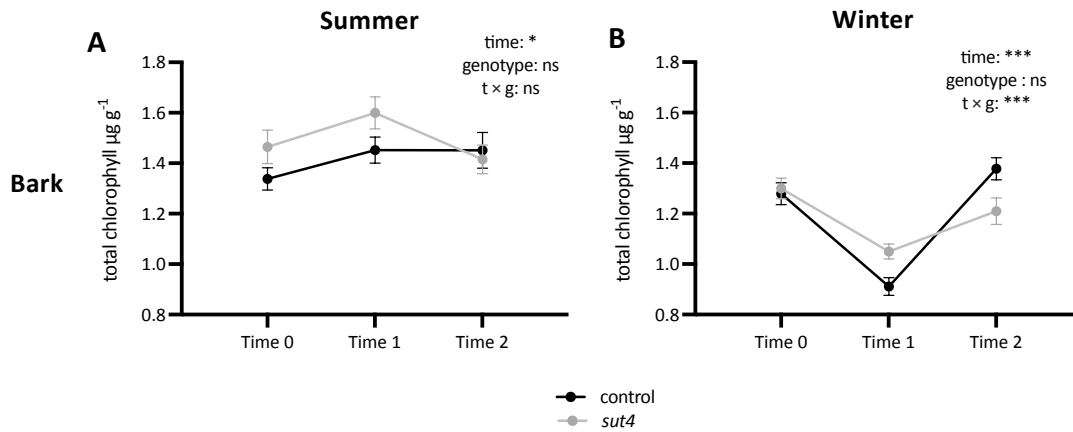 Summer
Winter
A
time: *
genotype: ns
t × g: ns
B
time: ***
genotype : ns
t × g: ***
Bark
total chlorophyll µg g⁻¹
1.8
1.6
1.4
1.2
1.0
0.8
Time 0
Time 1
Time 2
total chlorophyll µg g⁻¹
1.8
1.6
1.4
1.2
1.0
0.8
Time 0
Time 1
Time 2
control
sut4